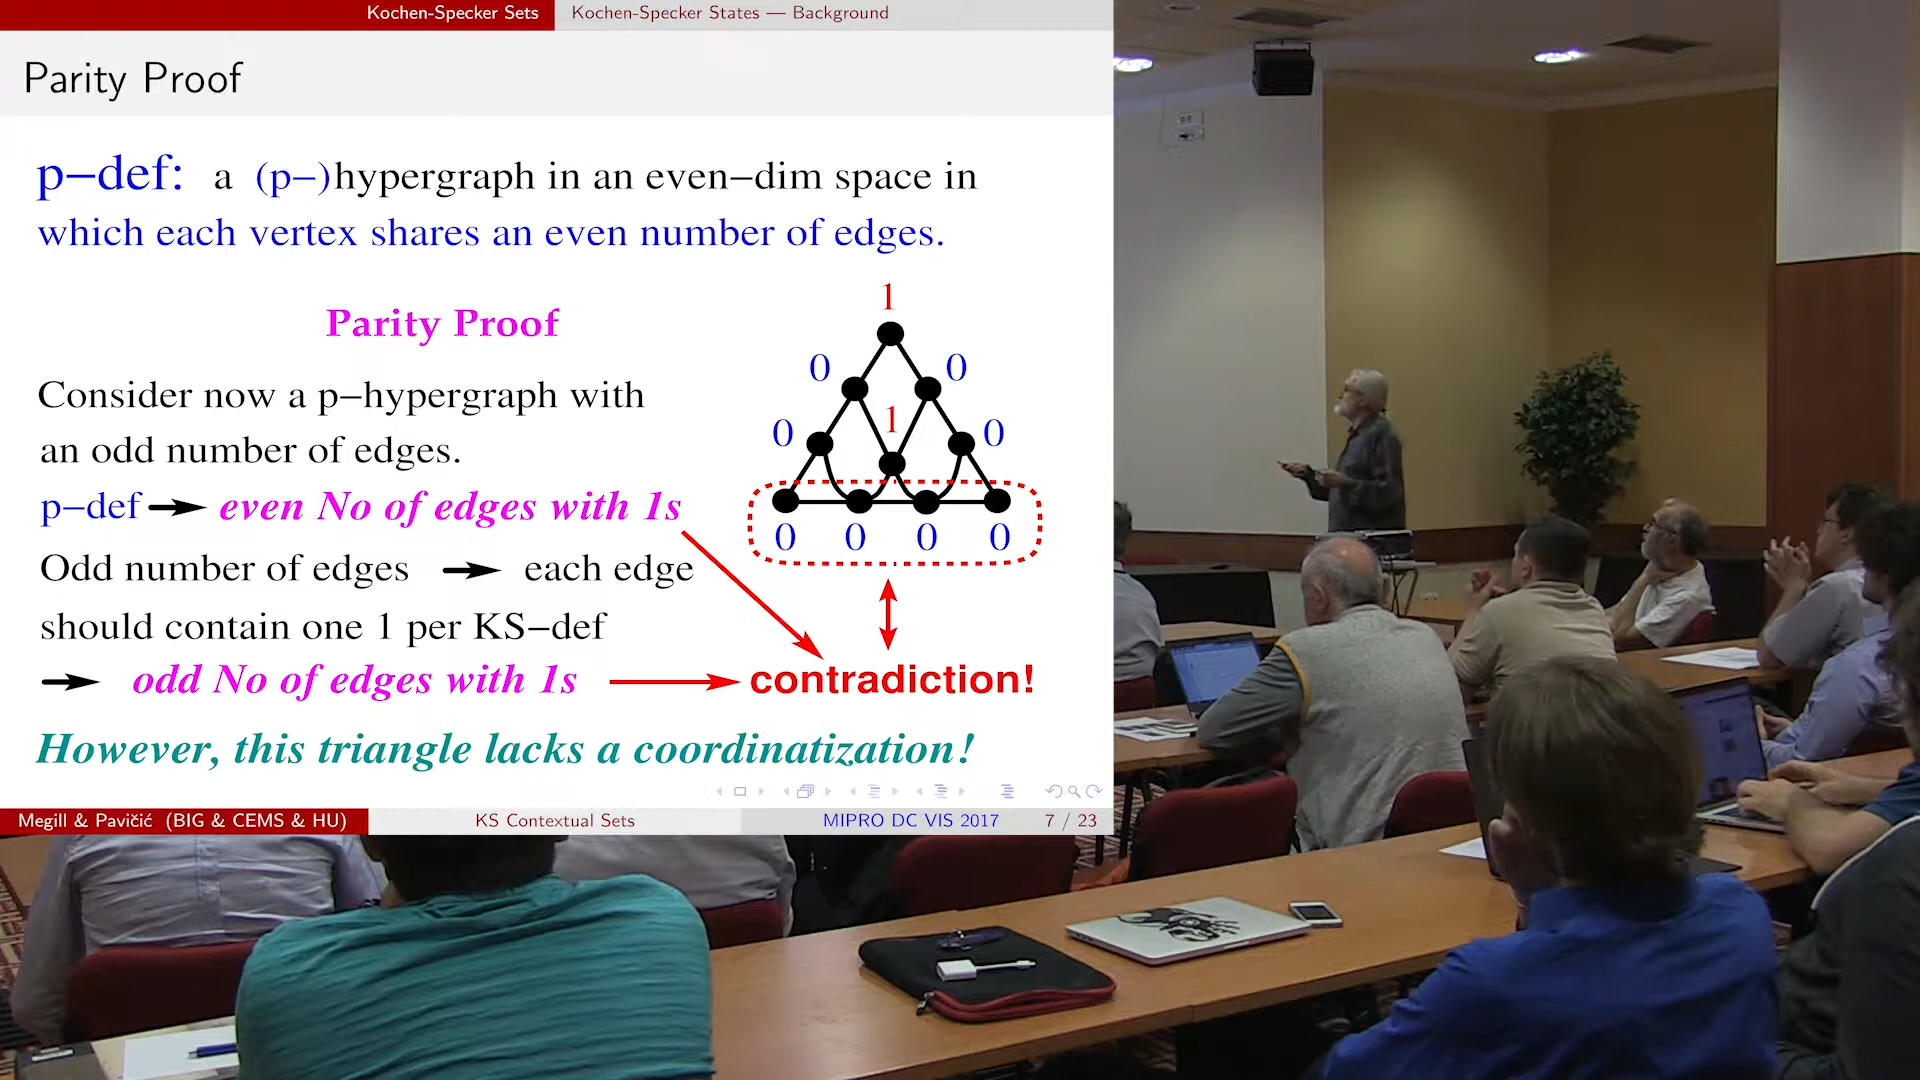 Kochen-Specker Sets Kochen-Specker States — Background
Parity Proof
p−def: a (p−)hypergraph in an even−dim space in
which each vertex shares an even number of edges.
Parity Proof
Consider now a p−hypergraph with
an odd number of edges.
p−def → even No of edges with 1s
Odd number of edges → each edge
should contain one 1 per KS−def
→ odd No of edges with 1s → contradiction!
1
0 0
1
0 0
0 0 0 0
However, this triangle lacks a coordinatization!
Megill & Pavičić (BIG & CEMS & HU) KS Contextual Sets MIPRO DC VIS 2017 7 / 23